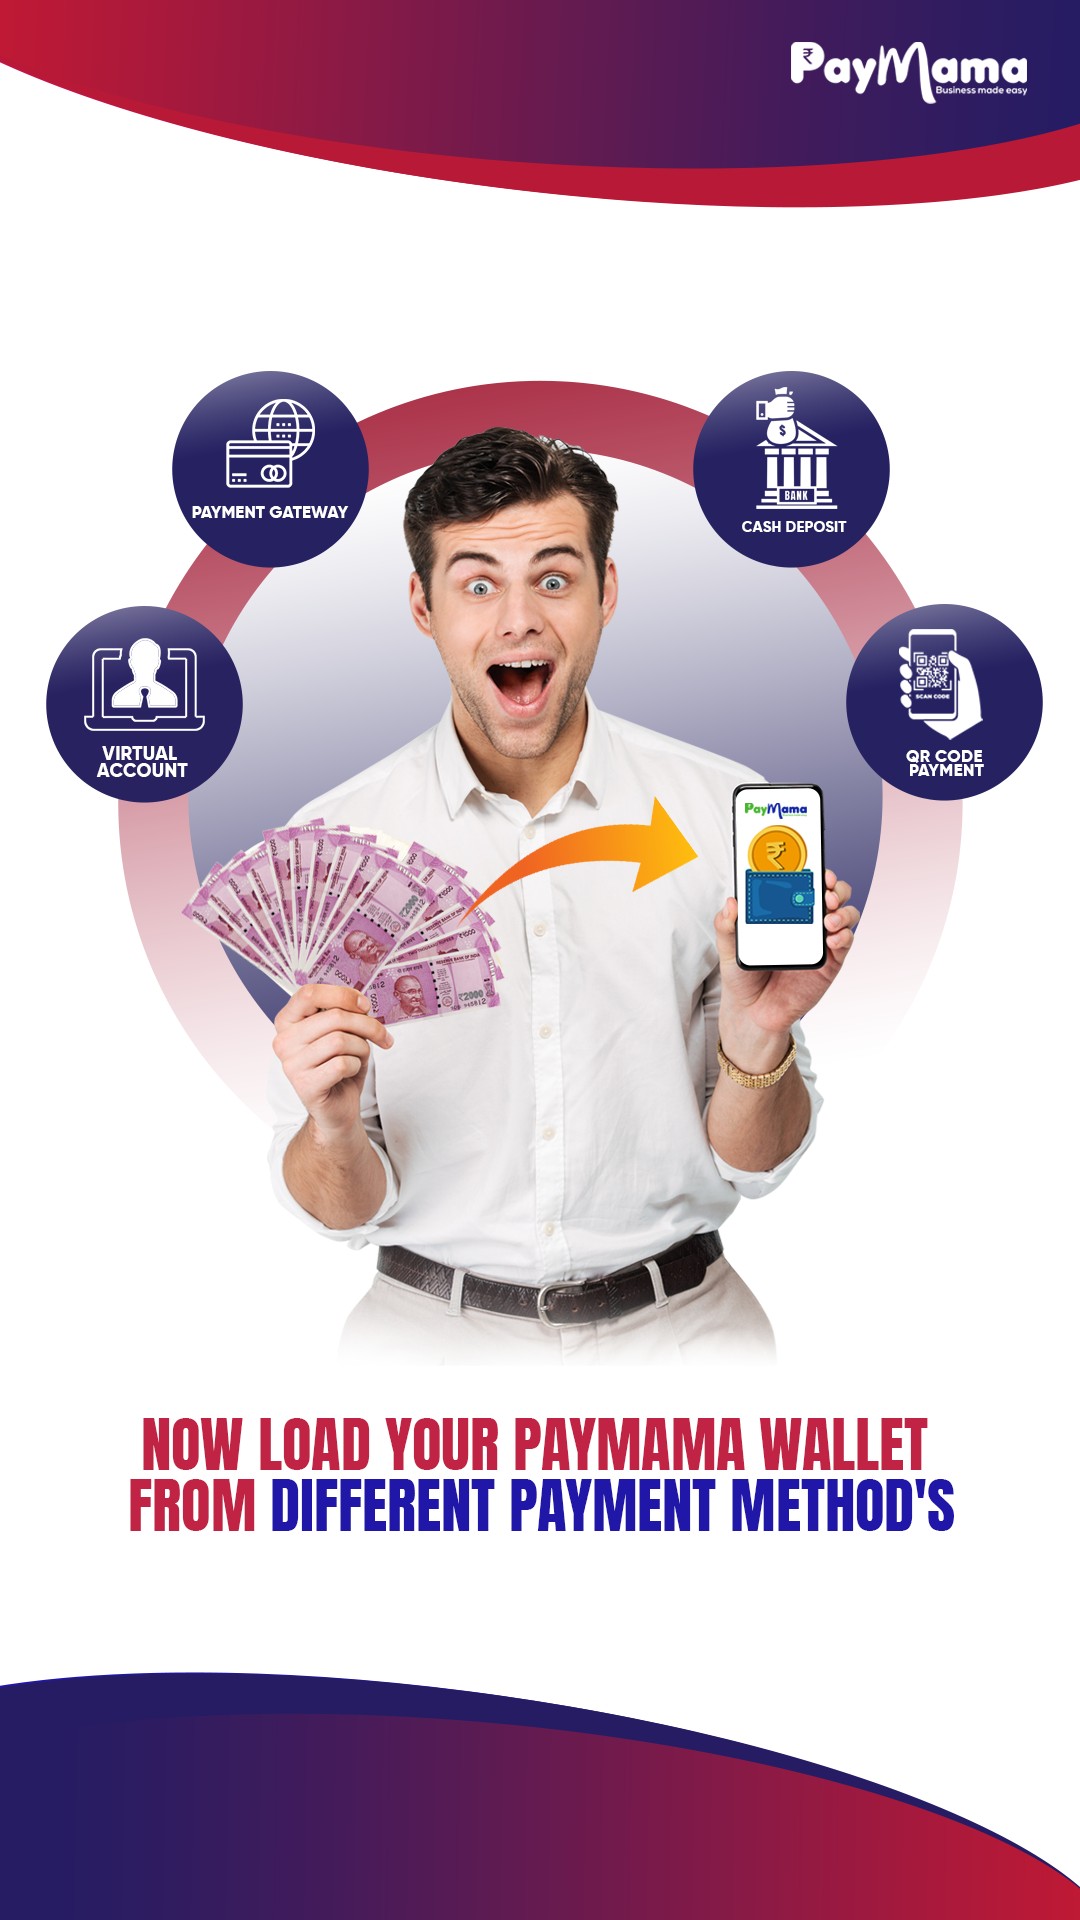 PayMama
Business made easy
PAYMENT GATEWAY
BANK
CASH DEPOSIT
VIRTUAL
ACCOUNT
SCAN CODE
QR CODE
PAYMENT
PayMama
₹2000
NOW LOAD YOUR PAYMAMA WALLET
FROM DIFFERENT PAYMENT METHOD'S